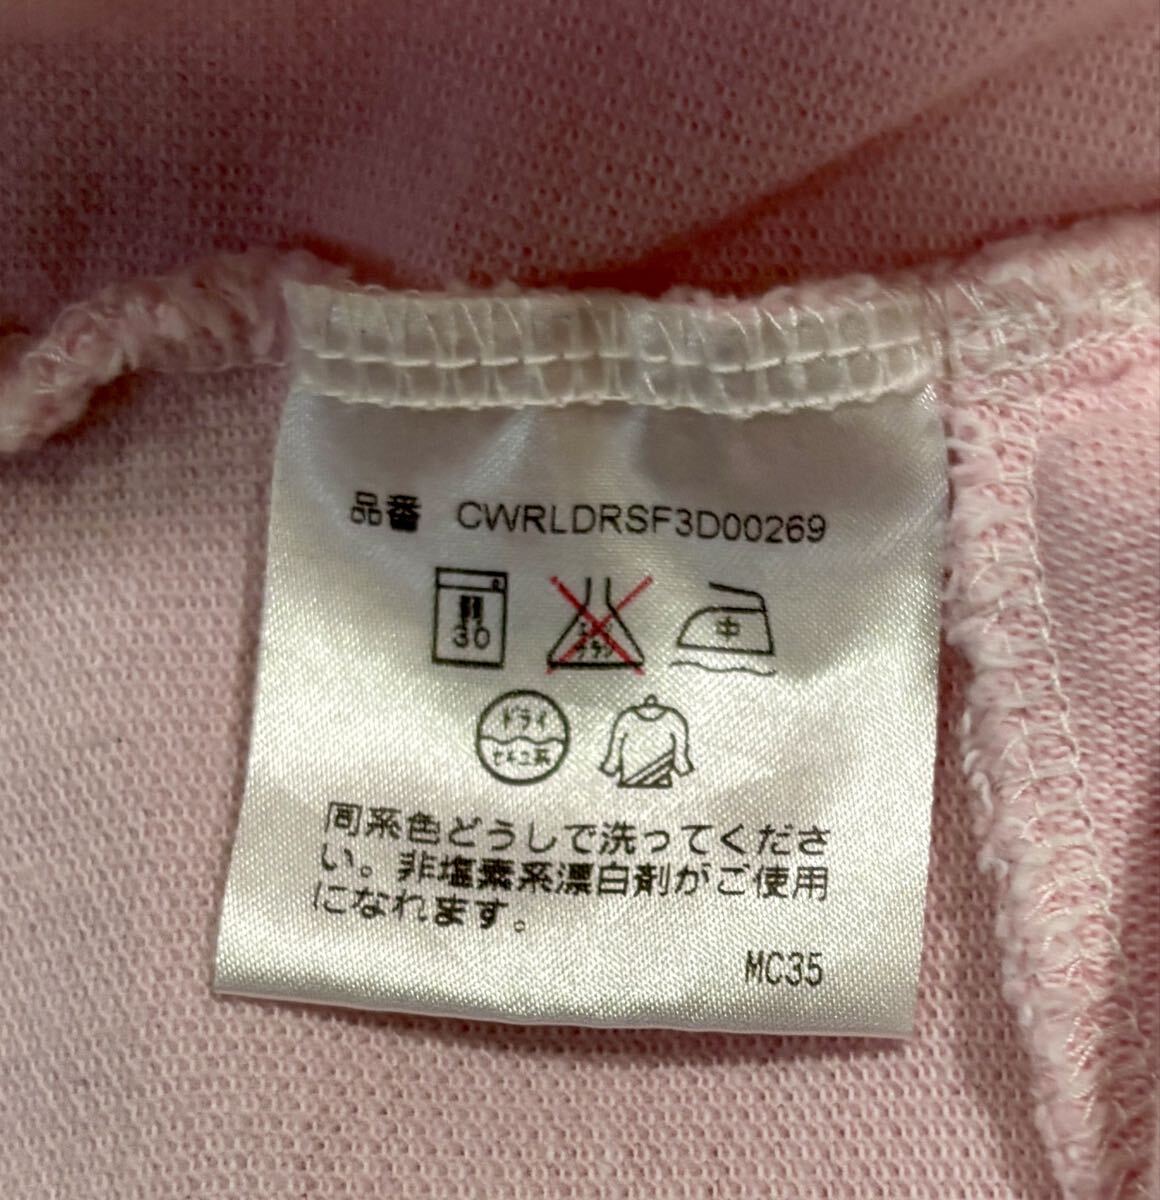 品番 CWRLDRSF3D00269
30
中
ドライ
セキユ系
同系色どうしで洗ってくださ
い。非塩素系漂白剤がご使用
になれます。
MC35